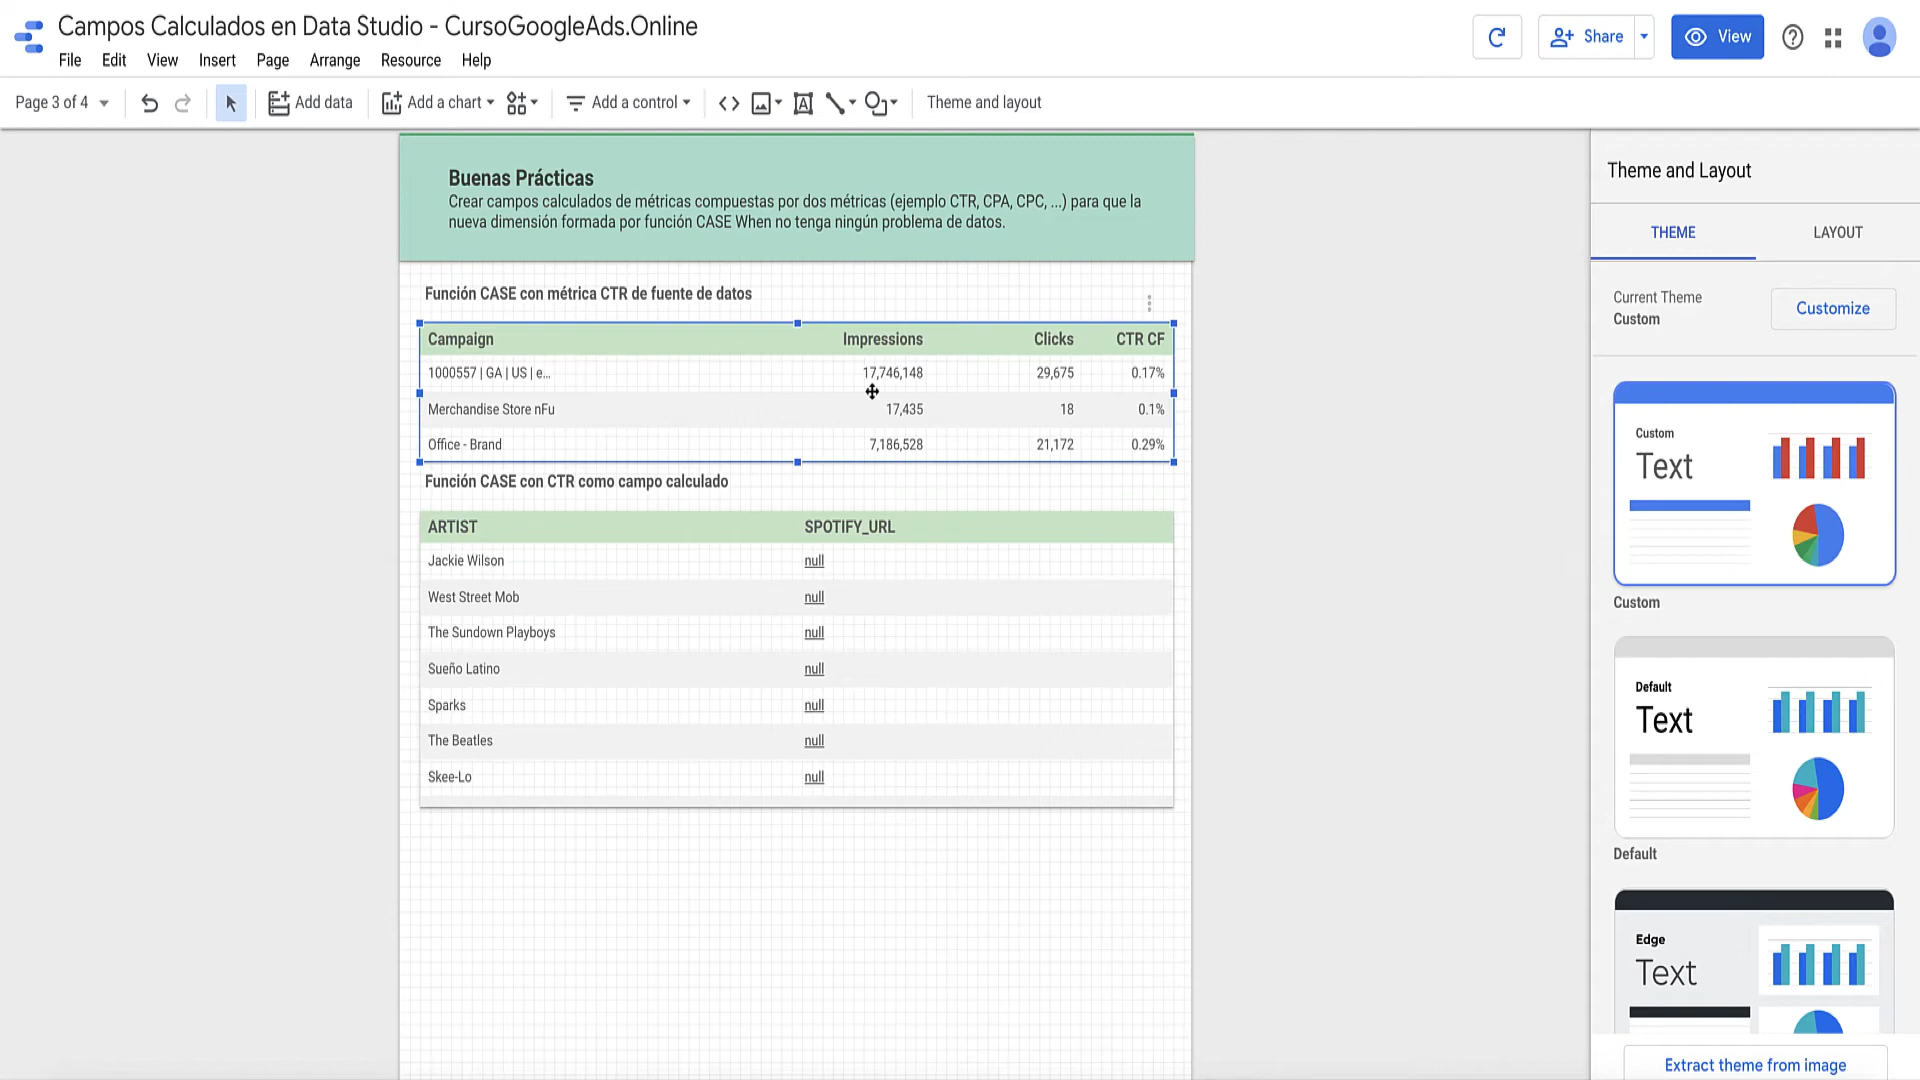 Campos Calculados en Data Studio - CursoGoogleAds.Online
File Edit View Insert Page Arrange Resource Help
Share
View
Page 3 of 4
Add data
Add a chart
Add a control
Theme and layout
Buenas Prácticas
Crear campos calculados de métricas compuestas por dos métricas (ejemplo CTR, CPA, CPC, ...) para que la
nueva dimensión formada por función CASE When no tenga ningún problema de datos.
Función CASE con métrica CTR de fuente de datos
Campaign Impressions Clicks CTR CF
1000557 | GA | US | e... 17,746,148 29,675 0.17%
Merchandise Store nFu 17,435 18 0.1%
Office - Brand 7,186,528 21,172 0.29%
Función CASE con CTR como campo calculado
ARTIST SPOTIFY_URL
Jackie Wilson null
West Street Mob null
The Sundown Playboys null
Sueño Latino null
Sparks null
The Beatles null
Skee-Lo null
Theme and Layout
THEME LAYOUT
Current Theme
Custom
Customize
Custom
Text
Custom
Default
Text
Default
Edge
Text
Extract theme from image